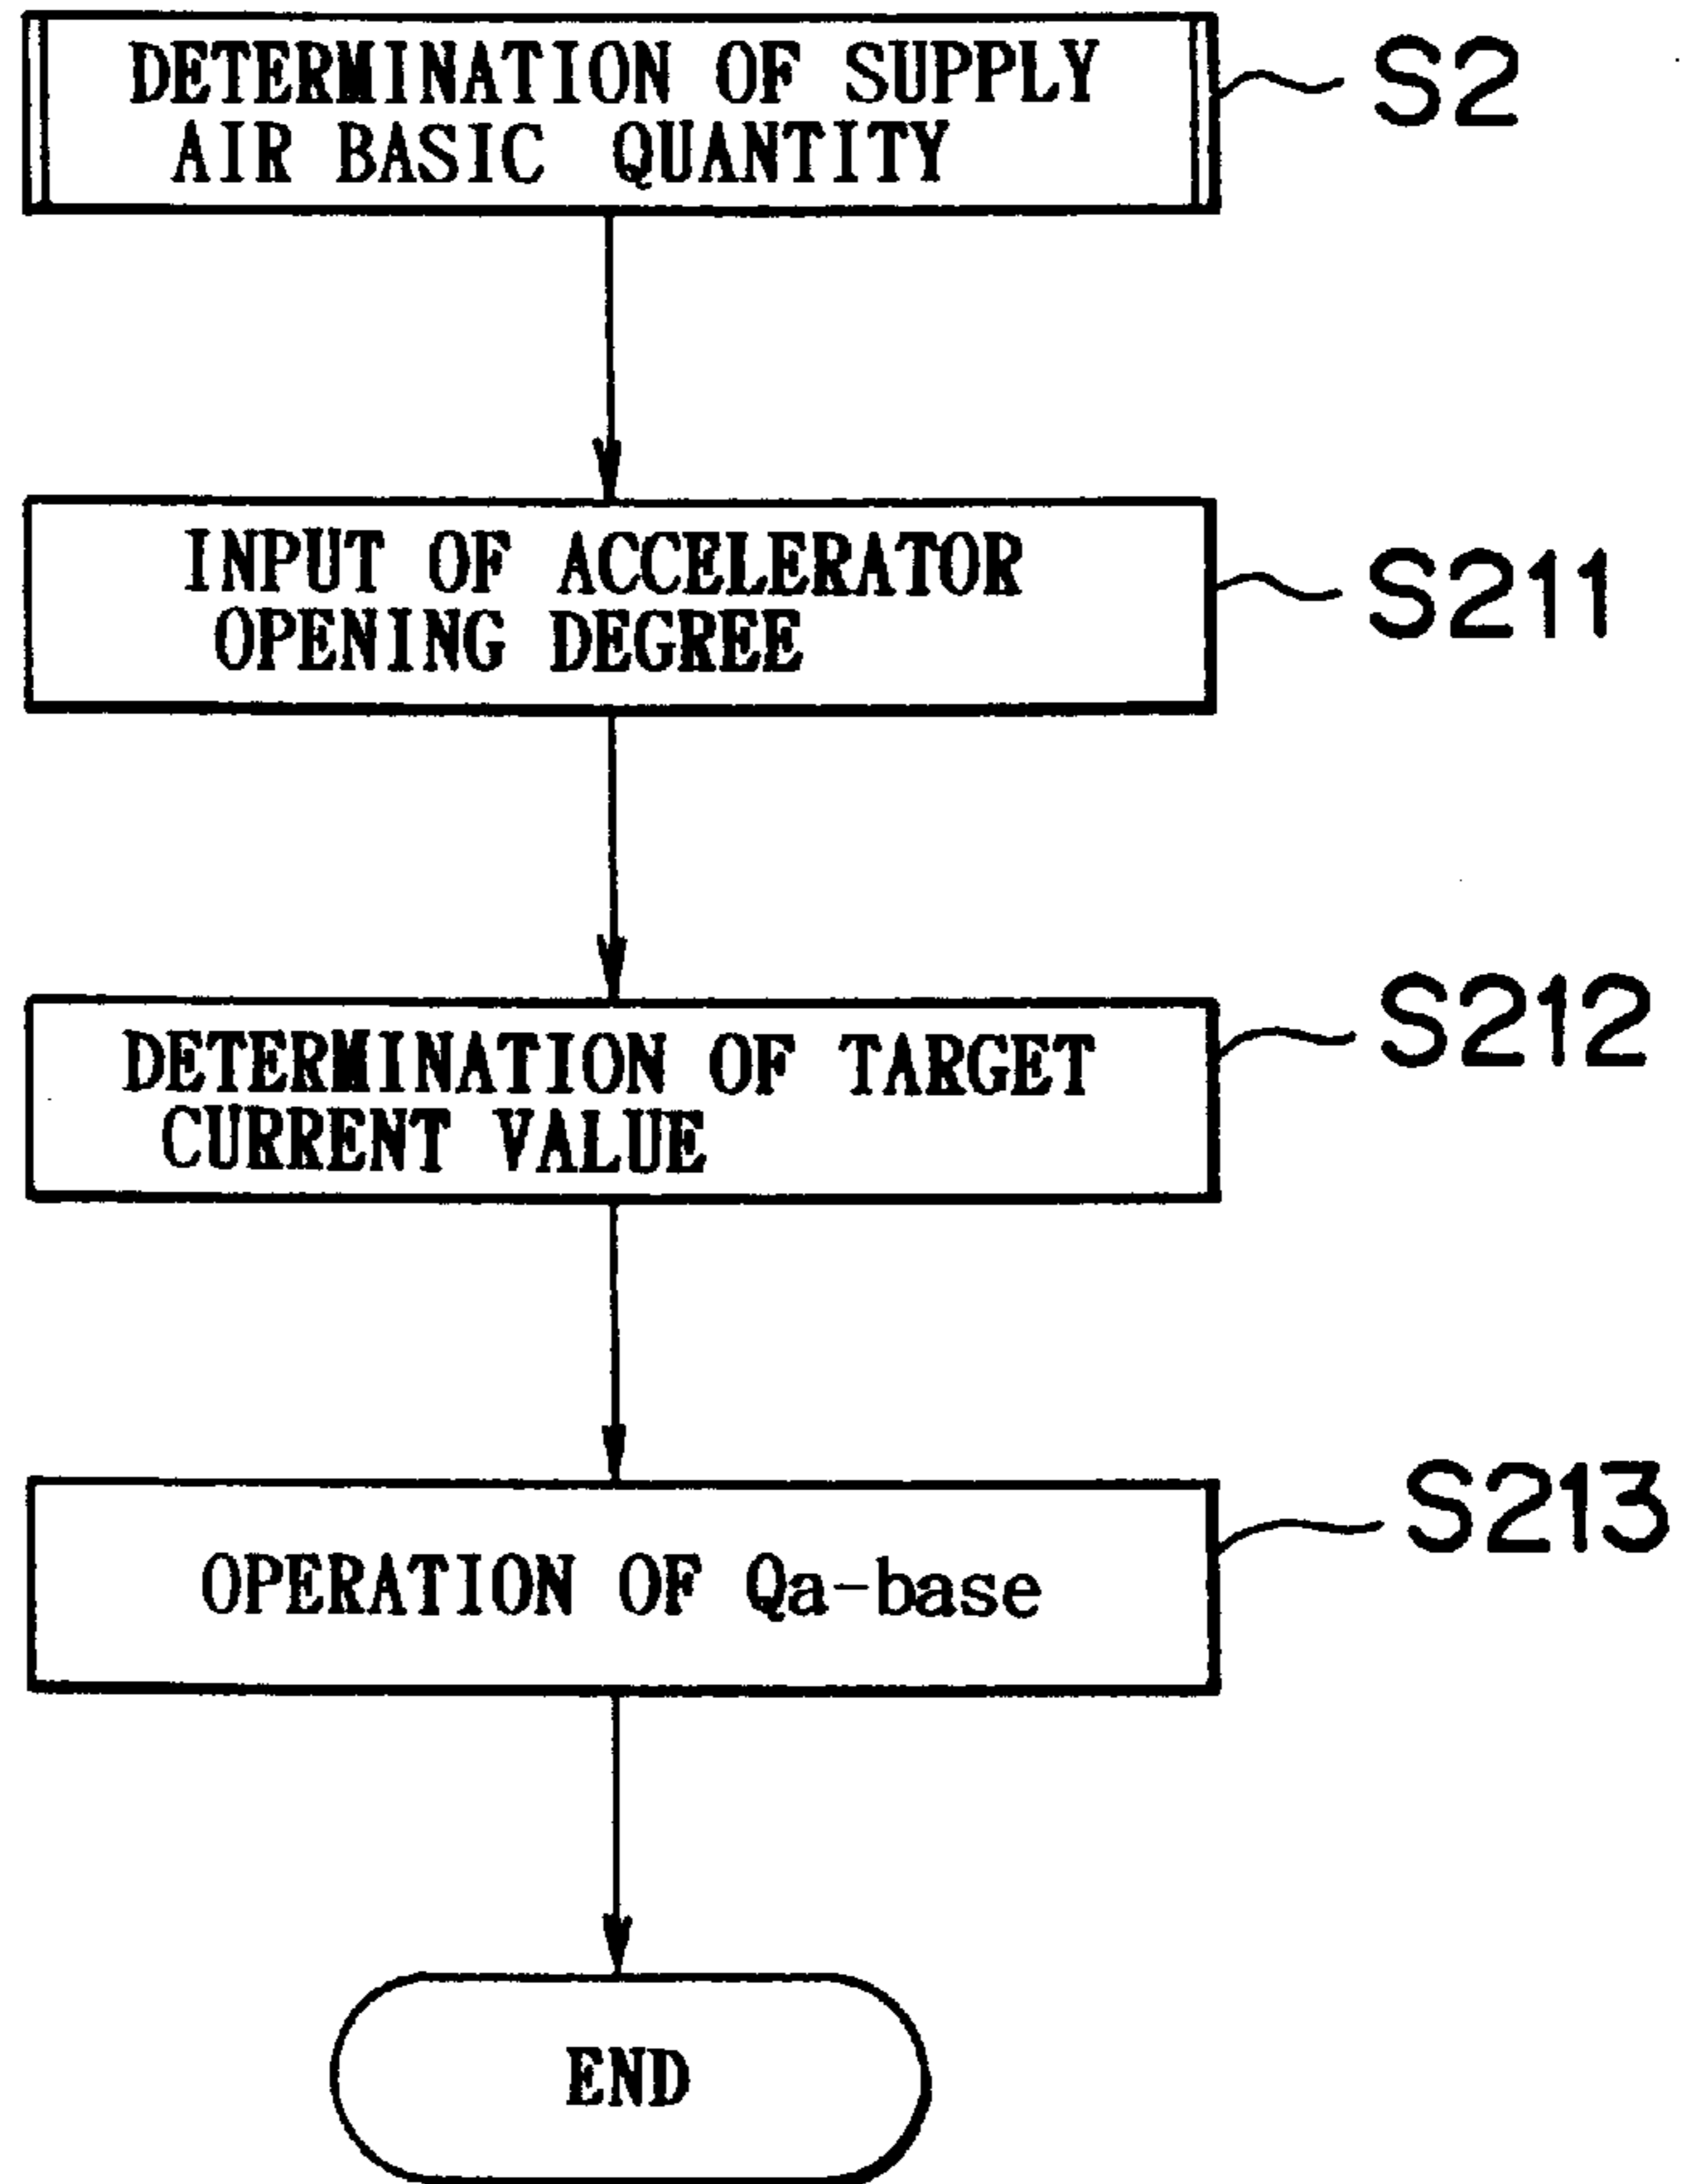 DETERMINATION OF SUPPLY
AIR BASIC QUANTITY
S2
INPUT OF ACCELERATOR
OPENING DEGREE
S211
DETERMINATION OF TARGET
CURRENT VALUE
S212
OPERATION OF Qa-base
S213
END